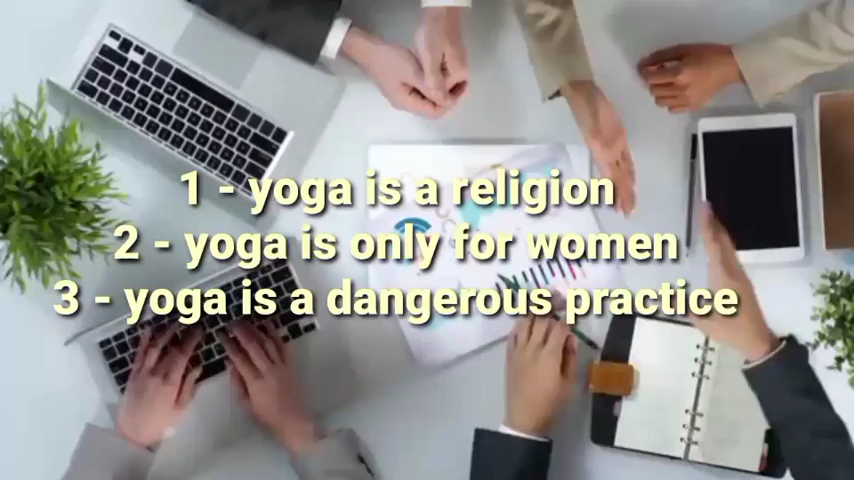 1 - yoga is a religion
2 - yoga is only for women
3 - yoga is a dangerous practice